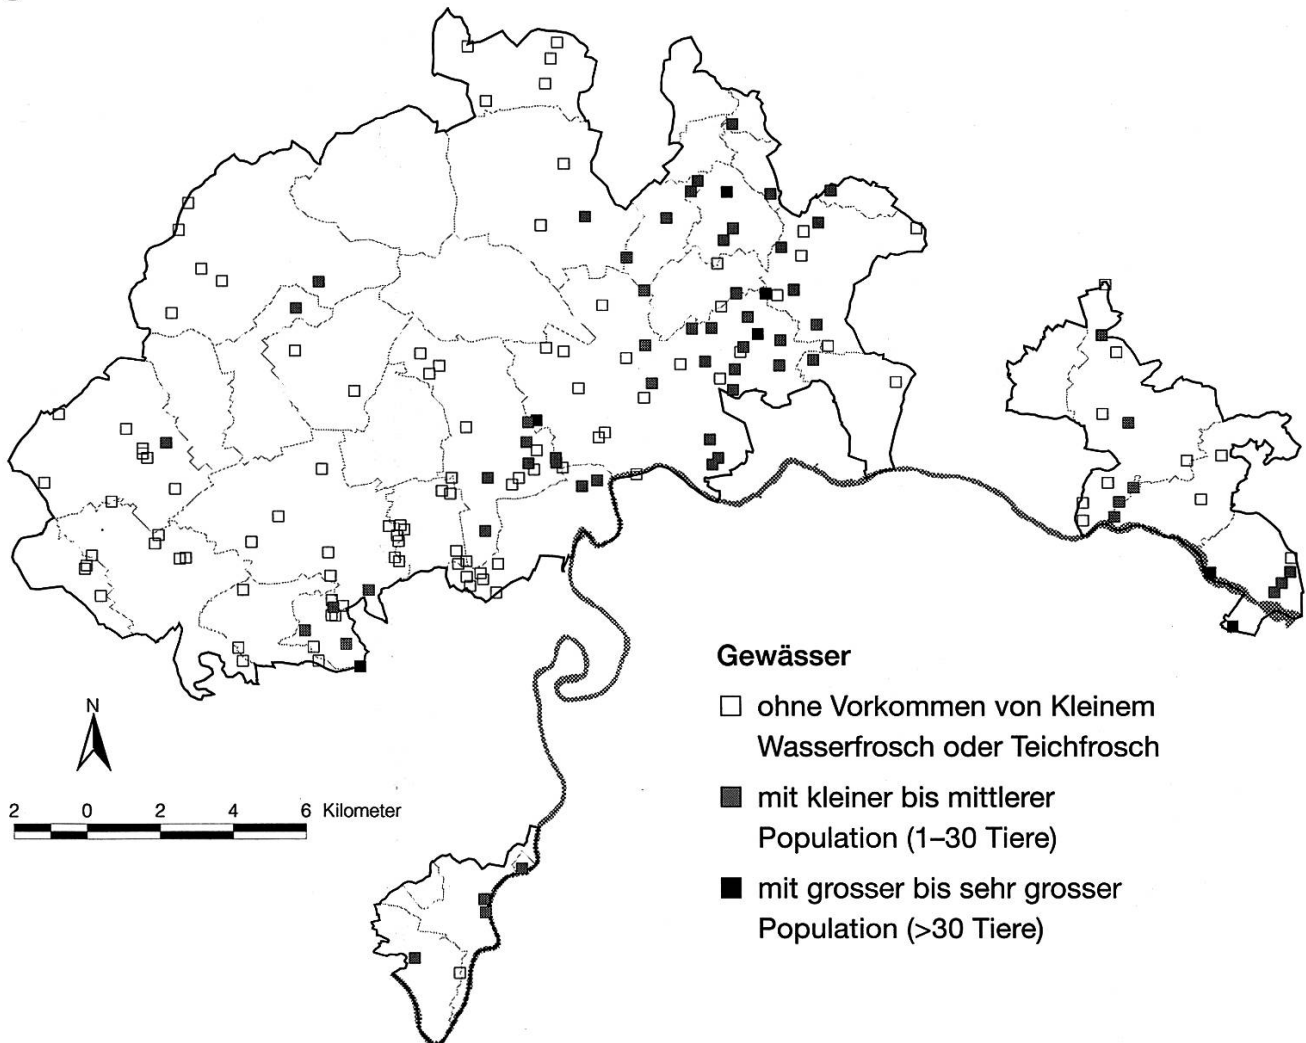 Gewässer
ohne Vorkommen von Kleinem
Wasserfrosch oder Teichfrosch
mit kleiner bis mittlerer
Population (1–30 Tiere)
mit grosser bis sehr grosser
Population (>30 Tiere)
N
2 0 2 4 6 Kilometer